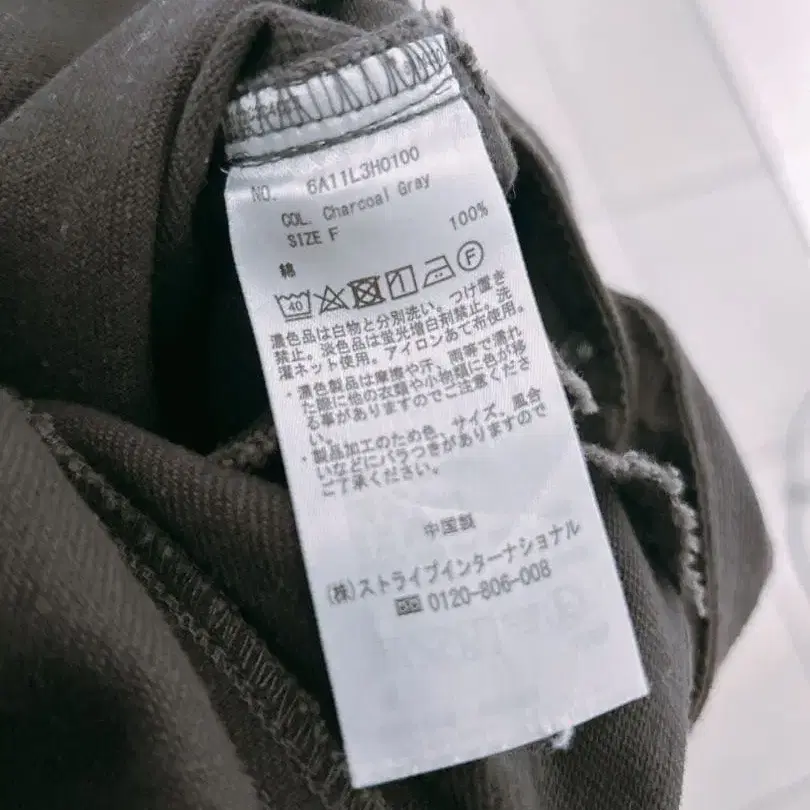 NO. 6A11L3H0100
COL. Charcoal Gray
SIZE F
綿 100%
40 1 F
濃色品は白物と分別洗い。つけ置き
禁止。淡色品は蛍光増白剤禁止。洗
濯ネット使用。アイロンあて布使用。
・濃色製品は摩擦や汗、雨等で濡れ
た際に他の衣類や小物類に色が移
る事がありますのでご注意くださ
い。
・製品加工のため色、サイズ、風合
いなどにバラつきがありますので
ご了承ください。
中国製
(株)ストライプインターナショナル
0120-806-008